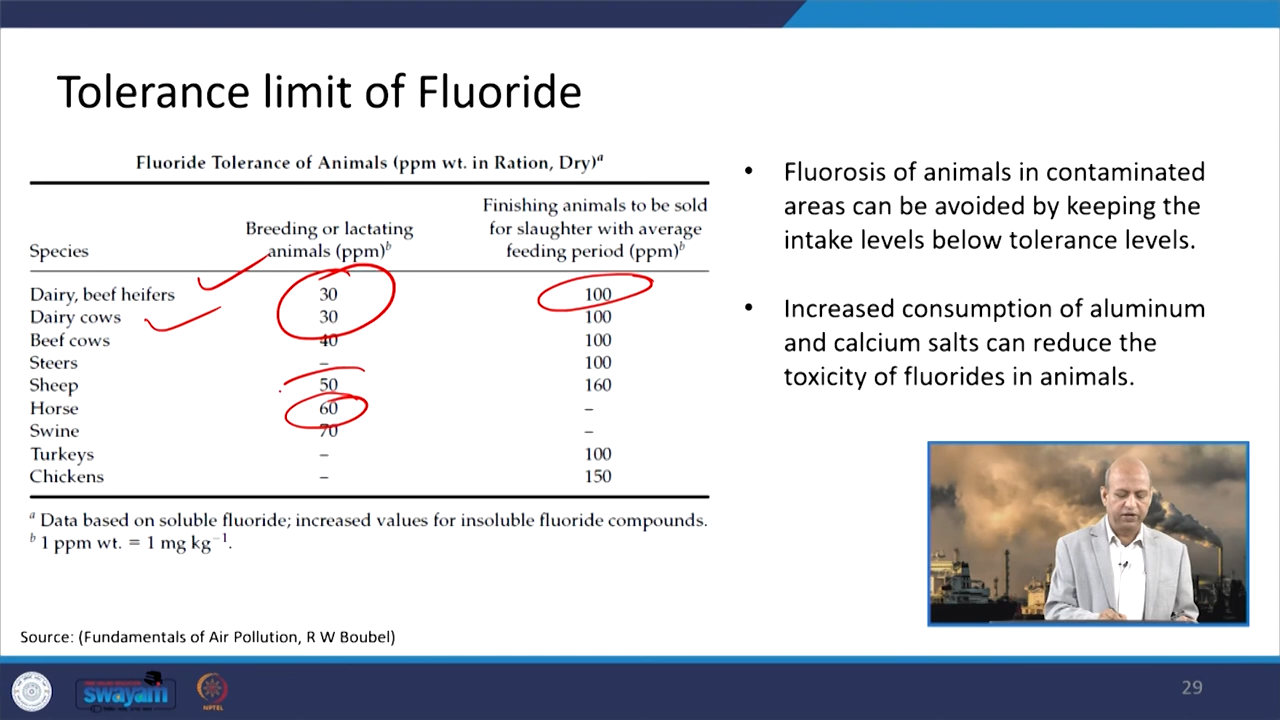 Tolerance limit of Fluoride
Fluoride Tolerance of Animals (ppm wt. in Ration, Dry)ᵃ
Species
Breeding or lactating
animals (ppm)ᵇ
Finishing animals to be sold
for slaughter with average
feeding period (ppm)ᵇ
Dairy, beef heifers 30 100
Dairy cows 30 100
Beef cows 40 100
Steers – 100
Sheep 50 160
Horse 60 –
Swine 70 –
Turkeys – 100
Chickens – 150
ᵃ Data based on soluble fluoride; increased values for insoluble fluoride compounds.
ᵇ 1 ppm wt. = 1 mg kg⁻¹.
• Fluorosis of animals in contaminated
areas can be avoided by keeping the
intake levels below tolerance levels.
• Increased consumption of aluminum
and calcium salts can reduce the
toxicity of fluorides in animals.
Source: (Fundamentals of Air Pollution, R W Boubel)
swayam
NPTEL
29